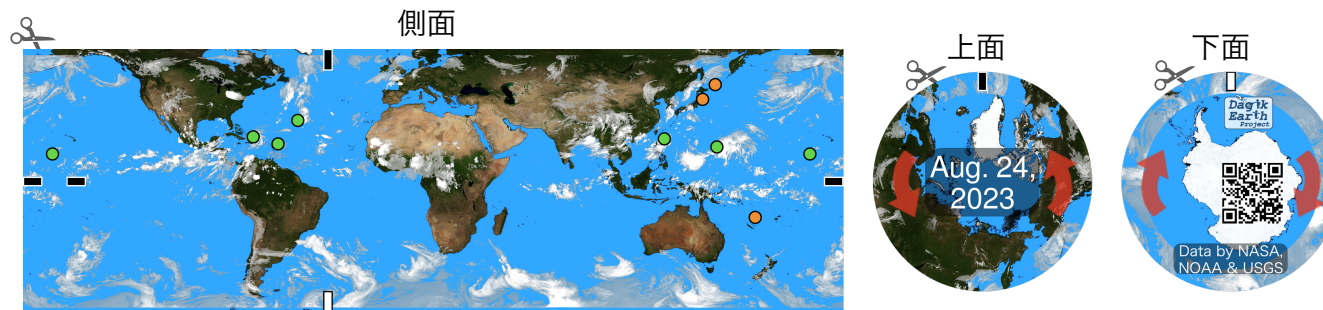 側面
上面
下面
Aug. 24,
2023
Dagik
Earth
Project
Data by NASA,
NOAA & USGS